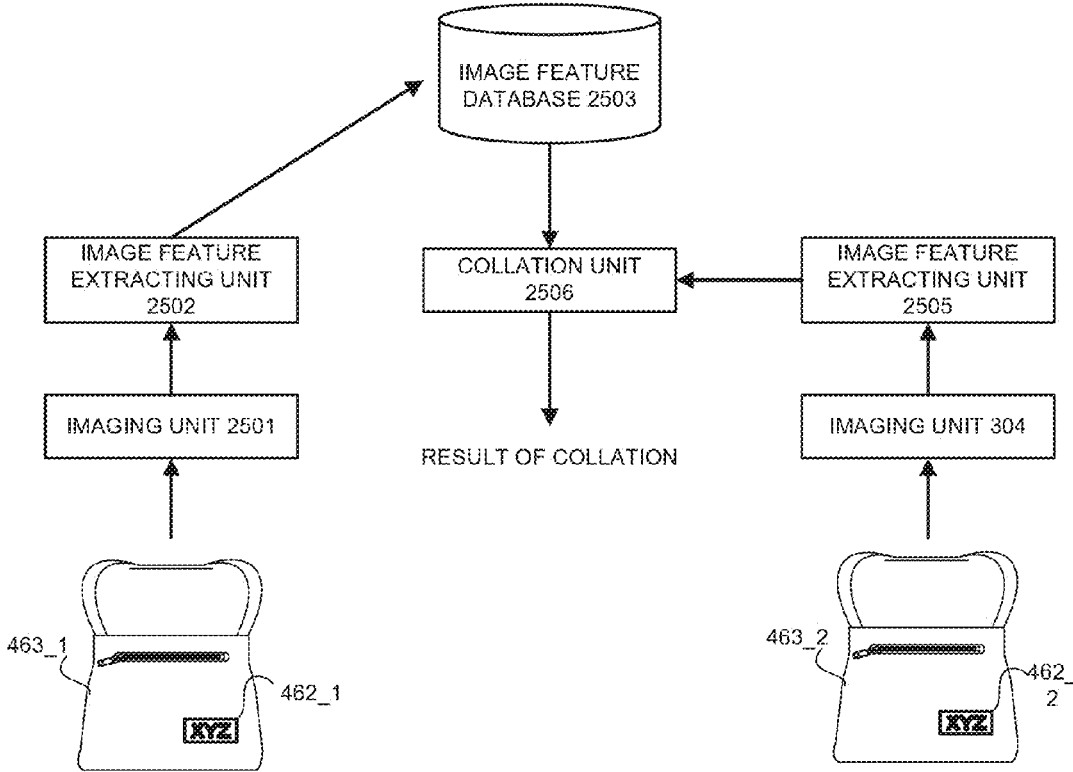 IMAGE FEATURE
DATABASE 2503
IMAGE FEATURE
EXTRACTING UNIT
2502
COLLATION UNIT
2506
IMAGE FEATURE
EXTRACTING UNIT
2505
IMAGING UNIT 2501
IMAGING UNIT 304
RESULT OF COLLATION
463_1
462_1
XYZ
463_2
462_
2
XYZ